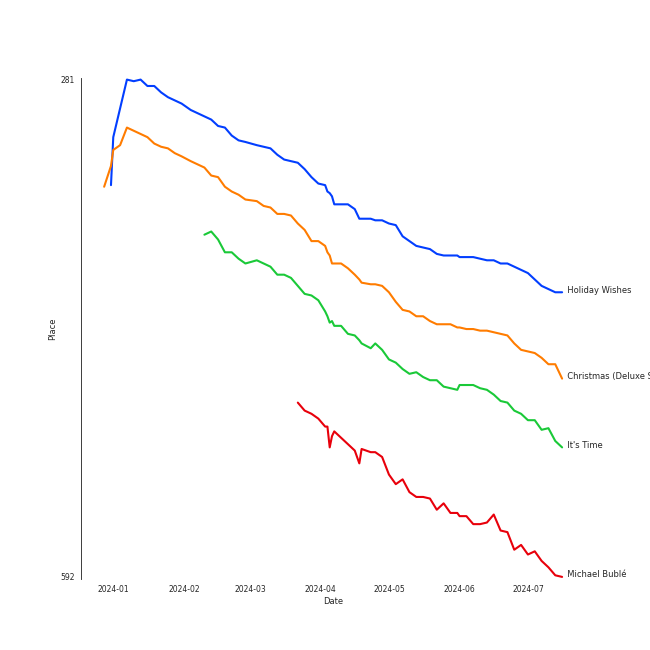 281
Holiday Wishes
Christmas (Deluxe S
It's Time
Michael Bublé
592
Place
2024-01 2024-02 2024-03 2024-04 2024-05 2024-06 2024-07
Date